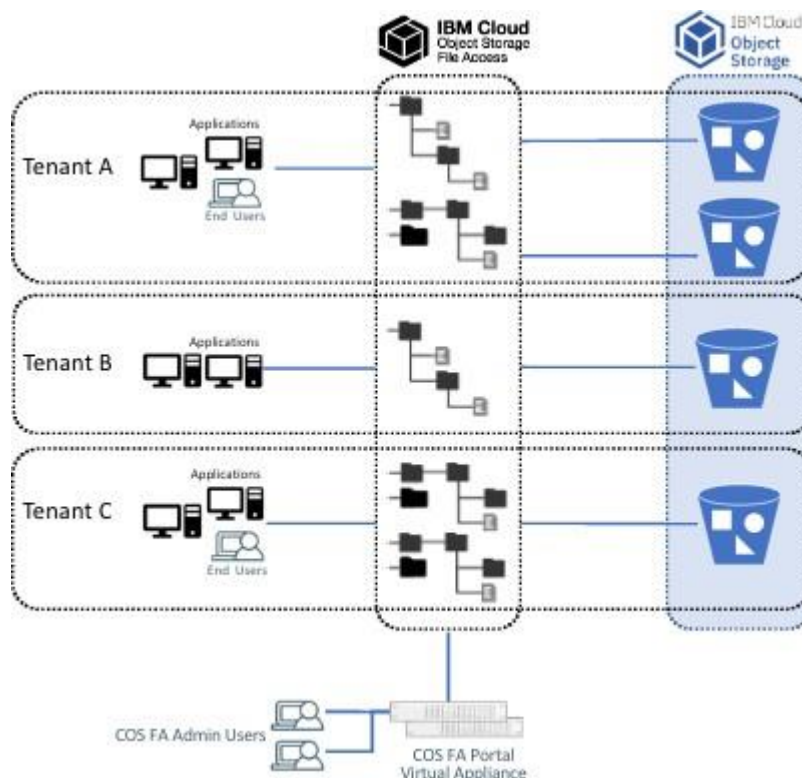 IBM Cloud
Object Storage
File Access
IBM Cloud
Object
Storage
Applications
Tenant A
End Users
Applications
Tenant B
Applications
Tenant C
End Users
COS FA Admin Users
COS FA Portal
Virtual Appliance